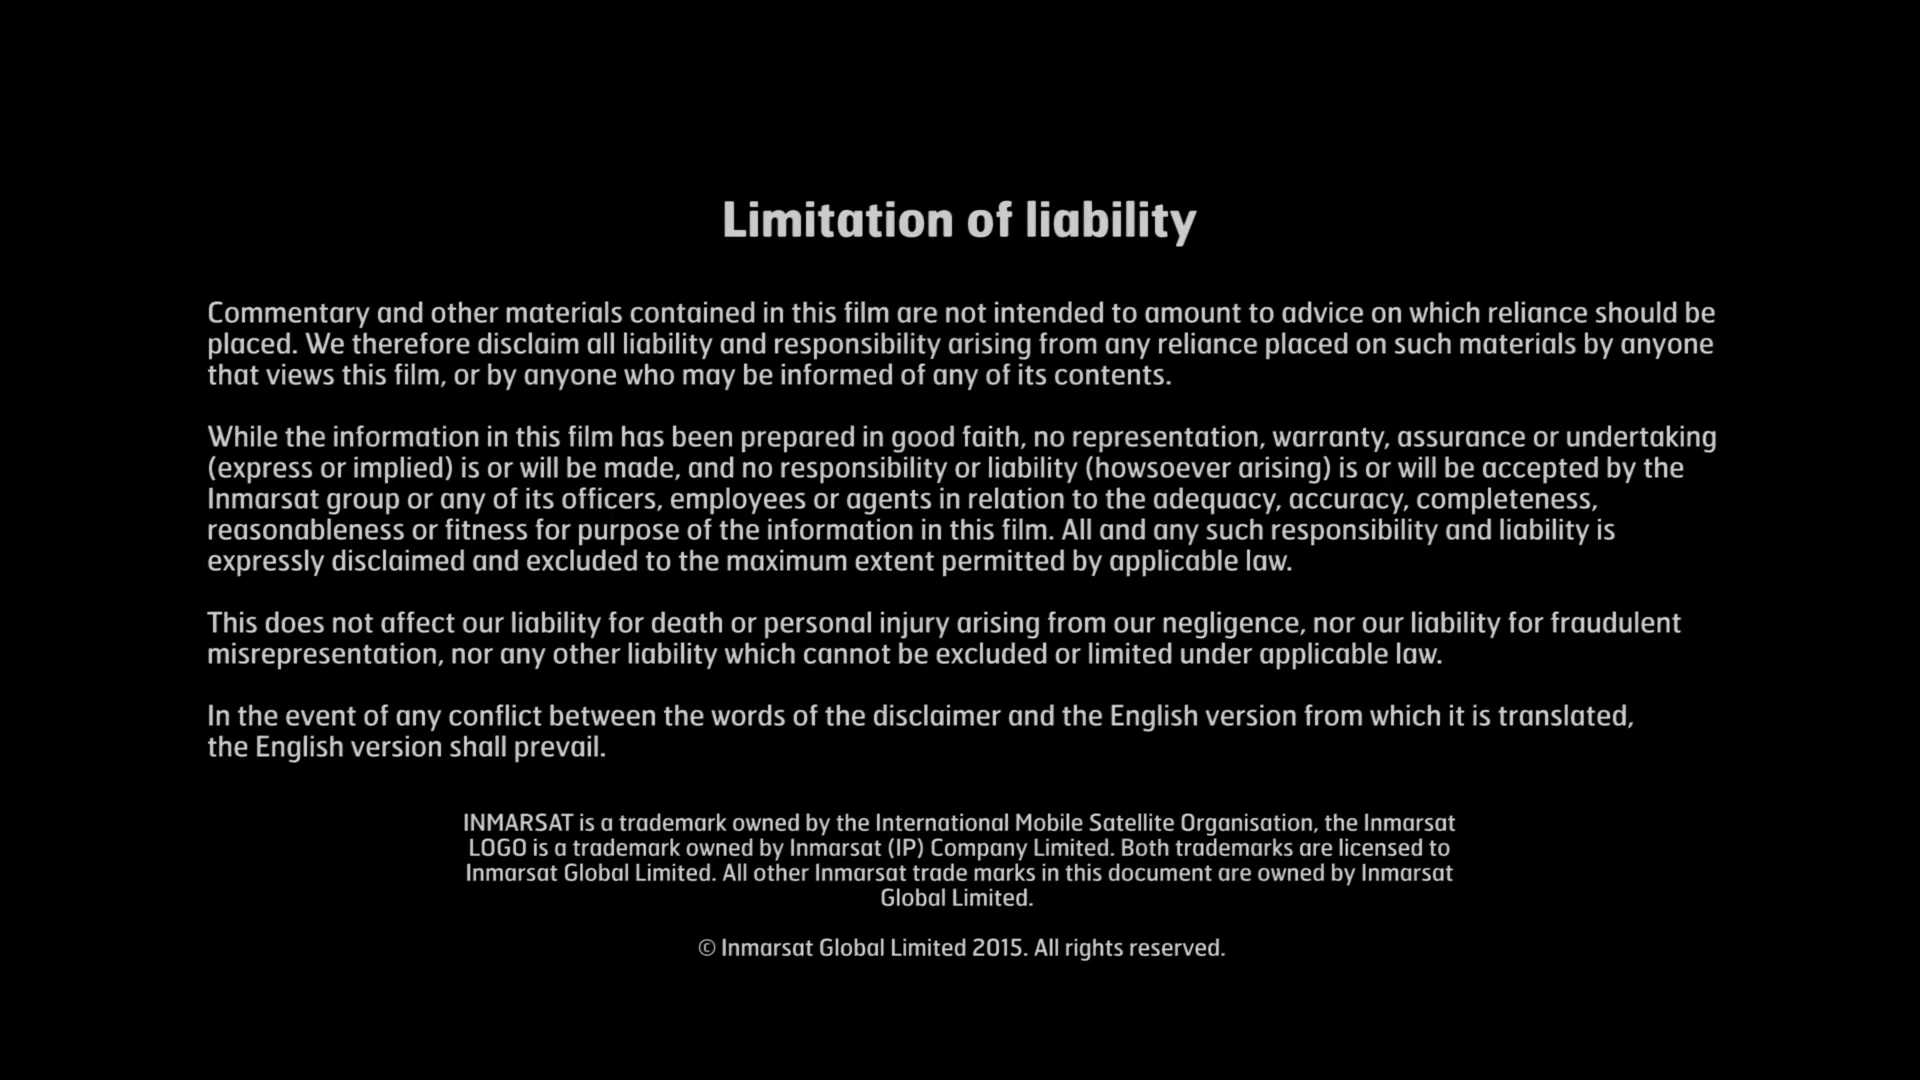 Limitation of liability
Commentary and other materials contained in this film are not intended to amount to advice on which reliance should be
placed. We therefore disclaim all liability and responsibility arising from any reliance placed on such materials by anyone
that views this film, or by anyone who may be informed of any of its contents.
While the information in this film has been prepared in good faith, no representation, warranty, assurance or undertaking
(express or implied) is or will be made, and no responsibility or liability (howsoever arising) is or will be accepted by the
Inmarsat group or any of its officers, employees or agents in relation to the adequacy, accuracy, completeness,
reasonableness or fitness for purpose of the information in this film. All and any such responsibility and liability is
expressly disclaimed and excluded to the maximum extent permitted by applicable law.
This does not affect our liability for death or personal injury arising from our negligence, nor our liability for fraudulent
misrepresentation, nor any other liability which cannot be excluded or limited under applicable law.
In the event of any conflict between the words of the disclaimer and the English version from which it is translated,
the English version shall prevail.
INMARSAT is a trademark owned by the International Mobile Satellite Organisation, the Inmarsat
LOGO is a trademark owned by Inmarsat (IP) Company Limited. Both trademarks are licensed to
Inmarsat Global Limited. All other Inmarsat trade marks in this document are owned by Inmarsat
Global Limited.
© Inmarsat Global Limited 2015. All rights reserved.